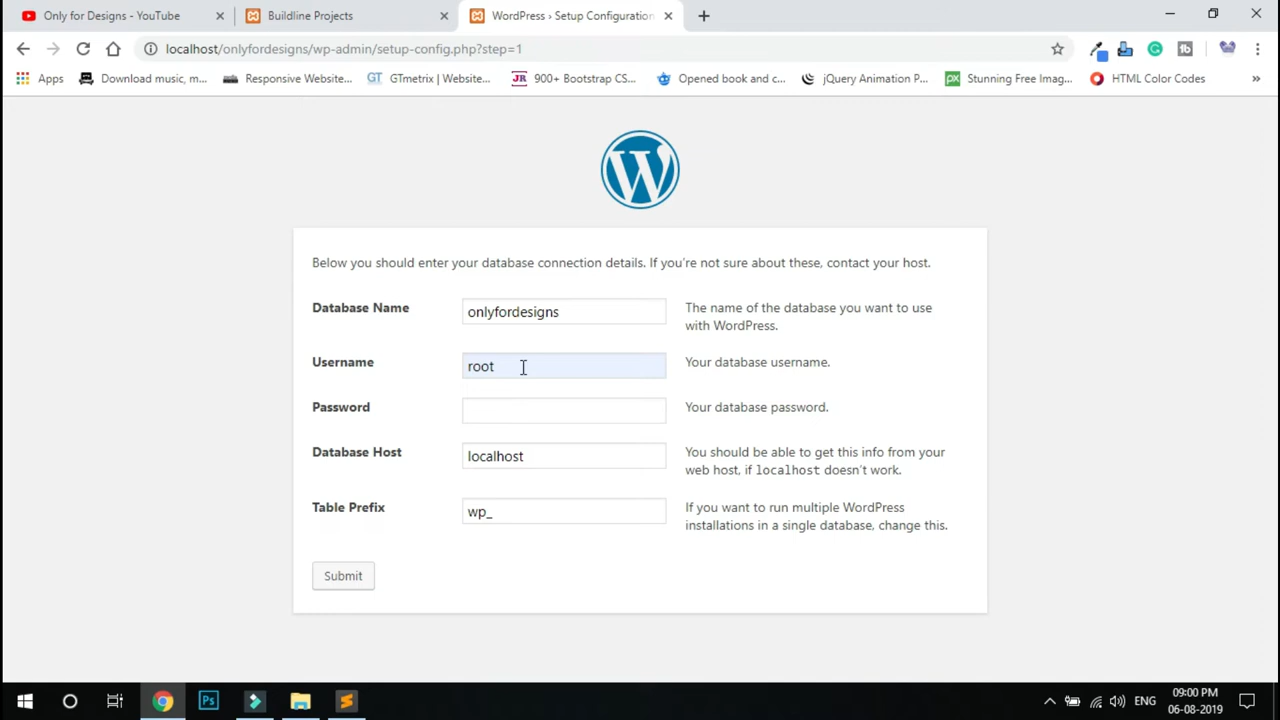 Only for Designs - YouTube
Buildline Projects
WordPress › Setup Configuration
localhost/onlyfordesigns/wp-admin/setup-config.php?step=1
Apps
Download music, m...
Responsive Website...
GT
GTmetrix | Website...
JR
900+ Bootstrap CS...
Opened book and c...
jQuery Animation P...
px
Stunning Free Imag...
HTML Color Codes
W
Below you should enter your database connection details. If you’re not sure about these, contact your host.
Database Name
onlyfordesigns
The name of the database you want to use
with WordPress.
Username
root
Your database username.
Password
Your database password.
Database Host
localhost
You should be able to get this info from your
web host, if localhost doesn’t work.
Table Prefix
wp_
If you want to run multiple WordPress
installations in a single database, change this.
Submit
Ps
ENG
09:00 PM
06-08-2019